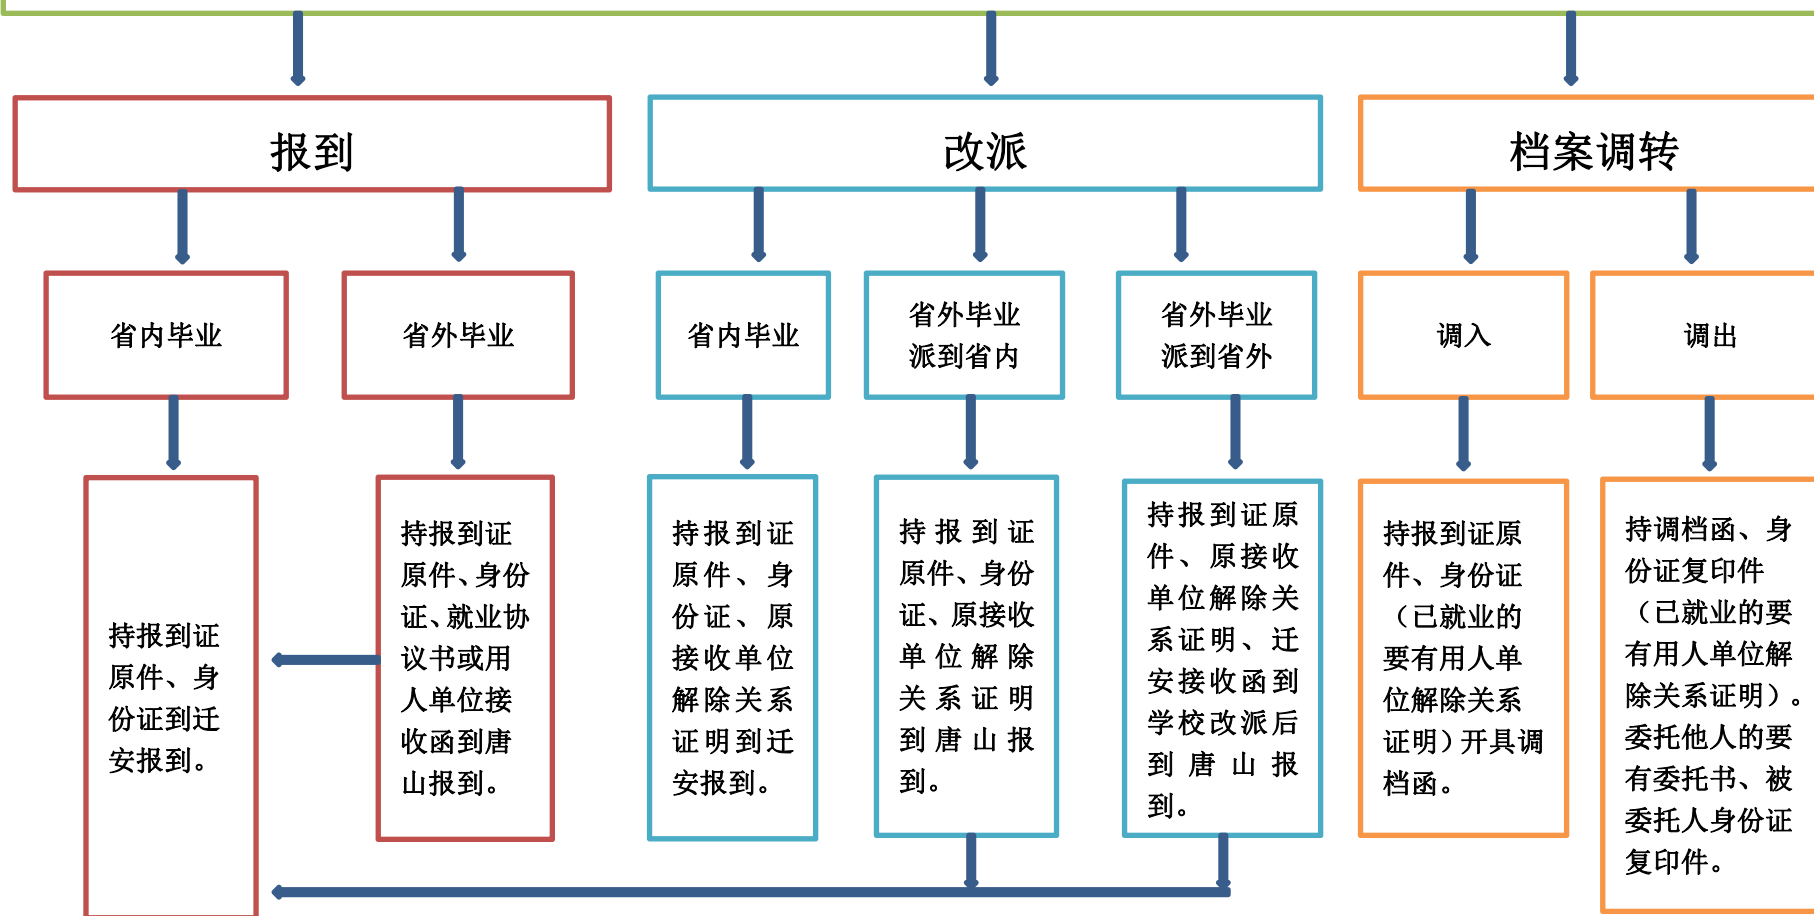 报到
改派
档案调转
省内毕业
省外毕业
省内毕业
省外毕业
派到省内
省外毕业
派到省外
调入
调出
持报到证
原件、身
份证到迁
安报到。
持报到证
原件、身份
证、就业协
议书或用
人单位接
收函到唐
山报到。
持报到证
原件、身
份证、原
接收单位
解除关系
证明到迁
安报到。
持报到证
原件、身份
证、原接收
单位解除
关系证明
到唐山报
到。
持报到证原
件、原接收
单位解除关
系证明、迁
安接收函到
学校改派后
到唐山报
到。
持报到证原
件、身份证
（已就业的
要有用人单
位解除关系
证明）开具调
档函。
持调档函、身
份证复印件
（已就业的要
有用人单位解
除关系证明）。
委托他人的要
有委托书、被
委托人身份证
复印件。